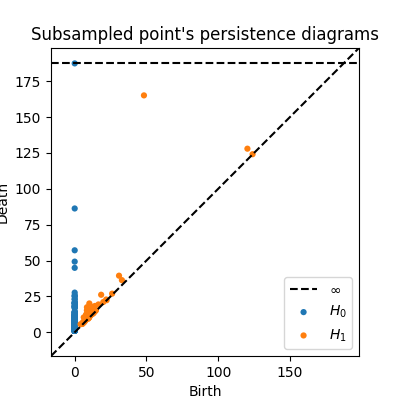 Subsampled point's persistence diagrams
175
150
125
100
75
50
25
0
Death
0 50 100 150
Birth
∞
H₀
H₁